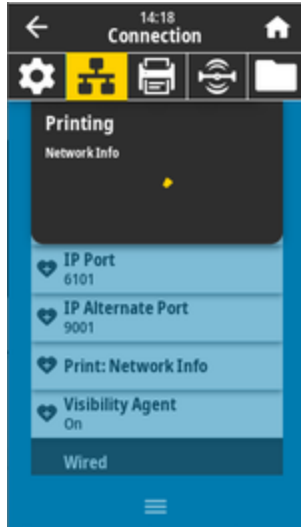 14:18
Connection
Printing
Network Info
IP Port
6101
IP Alternate Port
9001
Print: Network Info
Visibility Agent
On
Wired